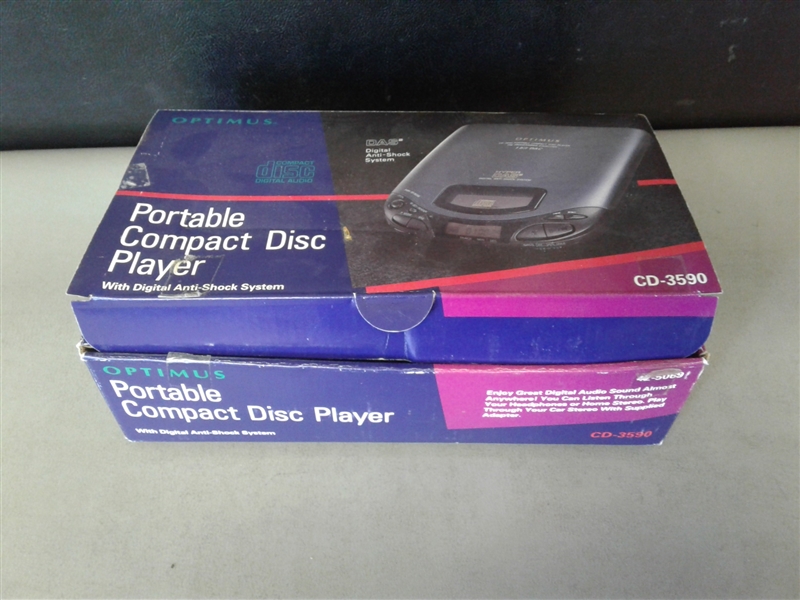 OPTIMUS
DAS
Digital
Anti-Shock
System
OPTIMUS
COMPACT
disc
DIGITAL AUDIO
Portable
Compact Disc
Player
With Digital Anti-Shock System
CD-3590
OPTIMUS
Portable
Compact Disc Player
With Digital Anti-Shock System
42-5069
Enjoy Great Digital Audio Sound Almost
Anywhere! You Can Listen Through
Your Headphones or Home Stereo. Play
Through Your Car Stereo With Supplied
Adapter.
CD-3590